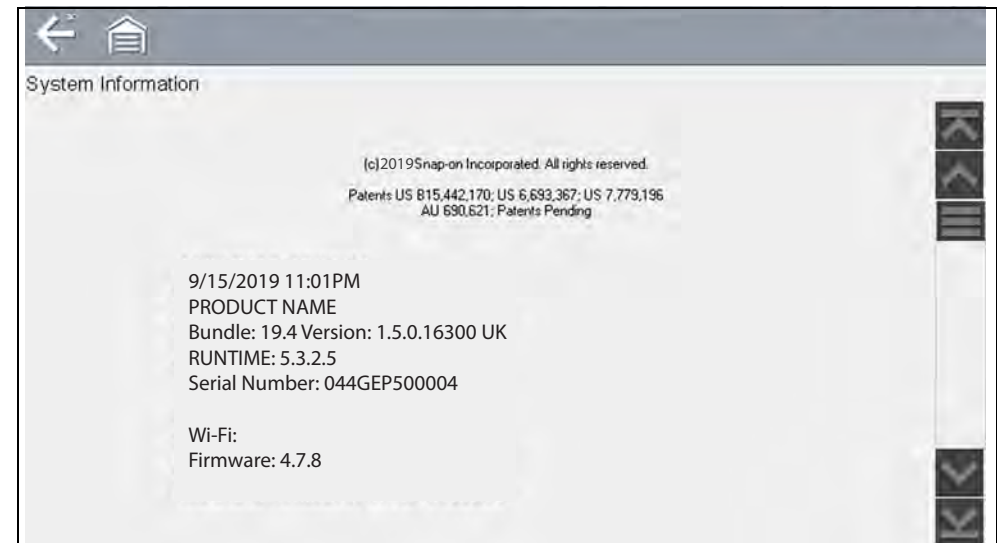 System Information
(c)2019Snap-on Incorporated. All rights reserved.
Patents US B15,442,170; US 6,693,367; US 7,779,196
AU 690,621; Patents Pending
9/15/2019 11:01PM
PRODUCT NAME
Bundle: 19.4 Version: 1.5.0.16300 UK
RUNTIME: 5.3.2.5
Serial Number: 044GEP500004
Wi-Fi:
Firmware: 4.7.8